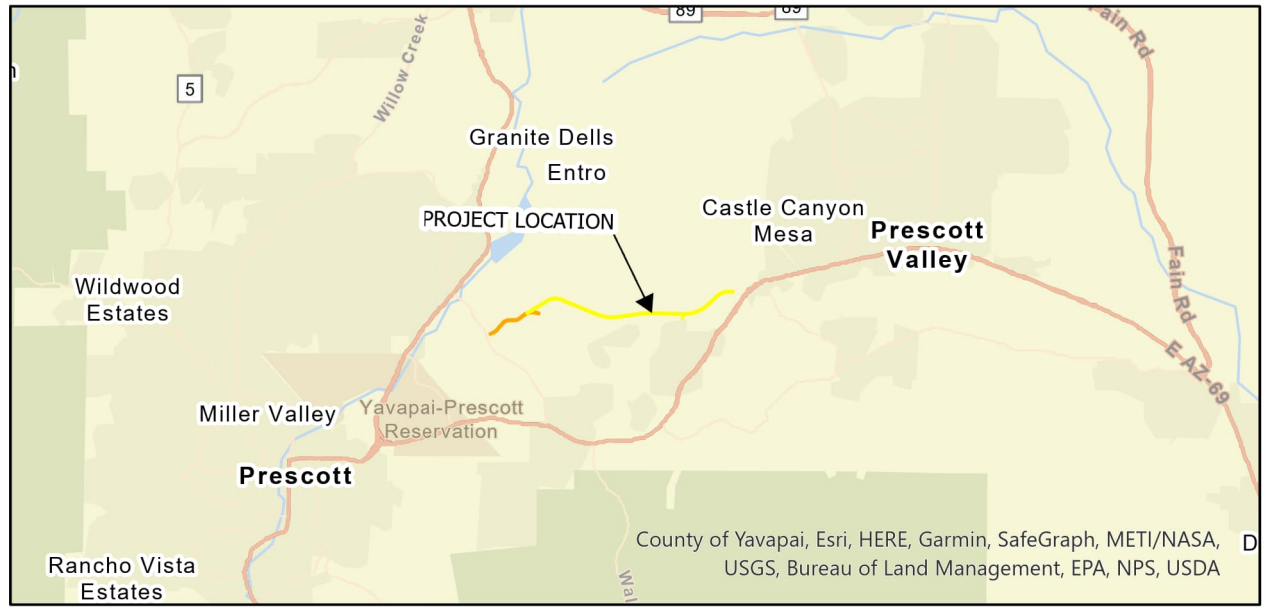 89
89
Fain Rd
5
Willow Creek
Granite Dells
Entro
PROJECT LOCATION
Castle Canyon
Mesa
Prescott
Valley
Wildwood
Estates
Fain Rd
E AZ-69
Miller Valley
Yavapai-Prescott
Reservation
Prescott
County of Yavapai, Esri, HERE, Garmin, SafeGraph, METI/NASA,
USGS, Bureau of Land Management, EPA, NPS, USDA
D
Rancho Vista
Estates
Wal